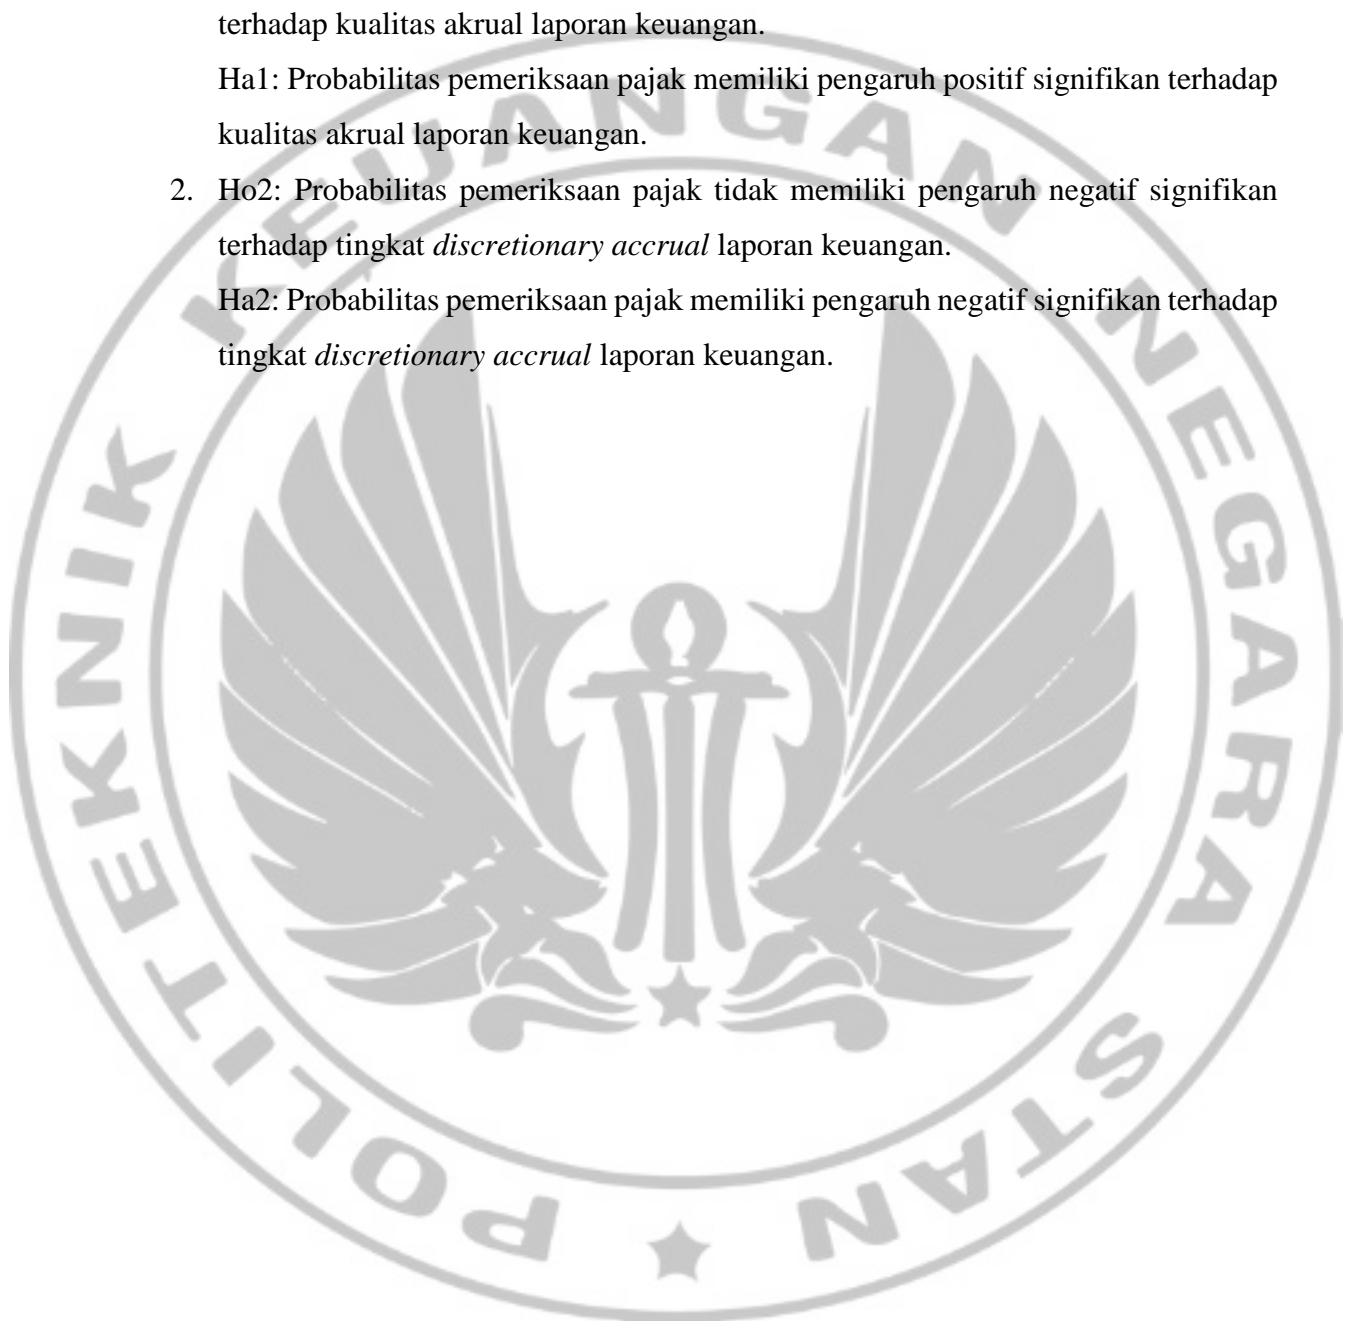 terhadap kualitas akrual laporan keuangan.
Ha1: Probabilitas pemeriksaan pajak memiliki pengaruh positif signifikan terhadap
kualitas akrual laporan keuangan.
2. Ho2: Probabilitas pemeriksaan pajak tidak memiliki pengaruh negatif signifikan
terhadap tingkat discretionary accrual laporan keuangan.
Ha2: Probabilitas pemeriksaan pajak memiliki pengaruh negatif signifikan terhadap
tingkat discretionary accrual laporan keuangan.
POLITEKNIK KEUANGAN NEGARA STAN